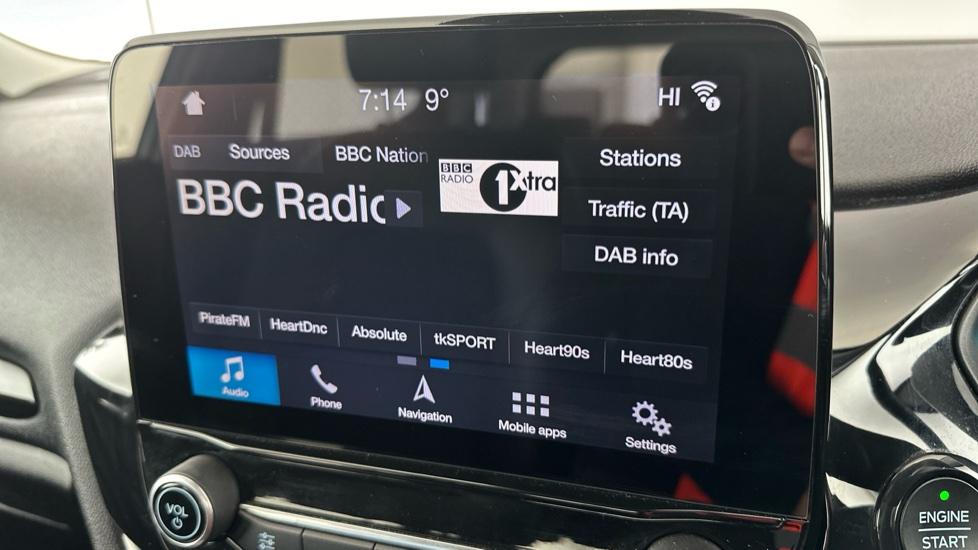 7:14 9° HI
DAB Sources BBC Nation
BBC RADIO 1Xtra
Stations
BBC Radio
Traffic (TA)
DAB info
PirateFM HeartDnc Absolute tkSPORT Heart90s Heart80s
Audio Phone Navigation Mobile apps Settings
VOL
ENGINE
START